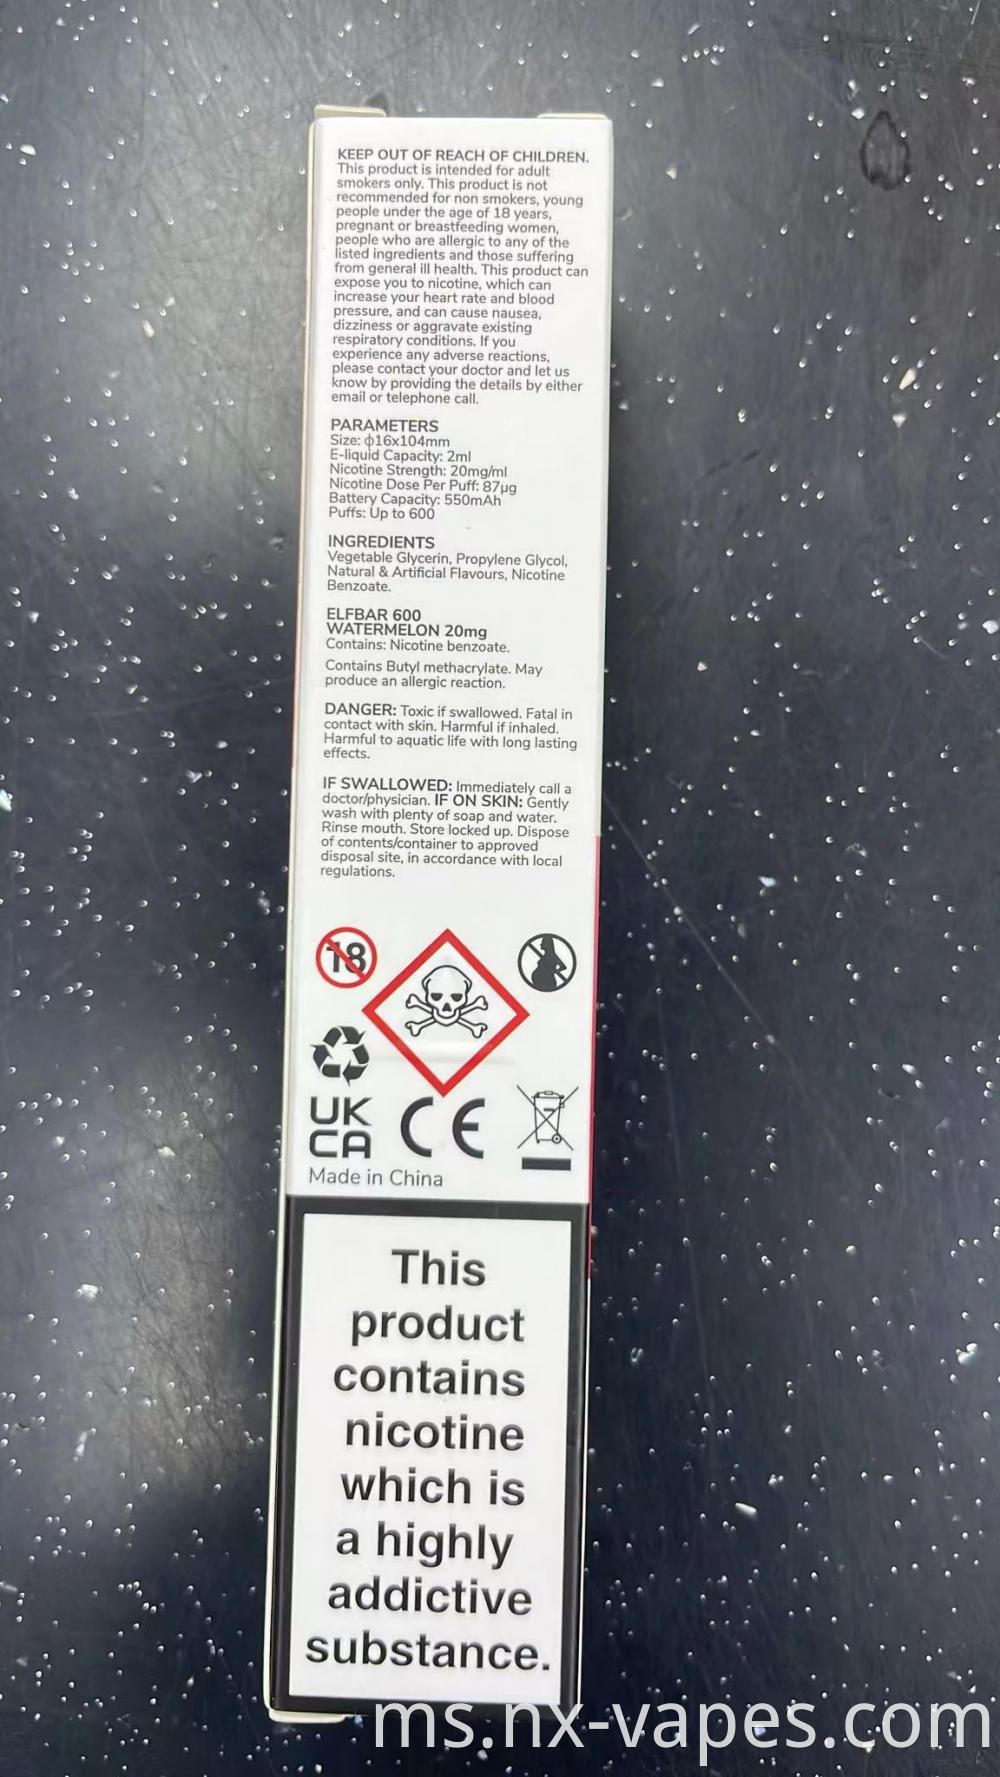 KEEP OUT OF REACH OF CHILDREN.
This product is intended for adult
smokers only. This product is not
recommended for non smokers, young
people under the age of 18 years,
pregnant or breastfeeding women,
people who are allergic to any of the
listed ingredients and those suffering
from general ill health. This product can
expose you to nicotine, which can
increase your heart rate and blood
pressure, and can cause nausea,
dizziness or aggravate existing
respiratory conditions. If you
experience any adverse reactions,
please contact your doctor and let us
know by providing the details by either
email or telephone call.
PARAMETERS
Size: ф16x104mm
E-liquid Capacity: 2ml
Nicotine Strength: 20mg/ml
Nicotine Dose Per Puff: 87µg
Battery Capacity: 550mAh
Puffs: Up to 600
INGREDIENTS
Vegetable Glycerin, Propylene Glycol,
Natural & Artificial Flavours, Nicotine
Benzoate.
ELFBAR 600
WATERMELON 20mg
Contains: Nicotine benzoate.
Contains Butyl methacrylate. May
produce an allergic reaction.
DANGER: Toxic if swallowed. Fatal in
contact with skin. Harmful if inhaled.
Harmful to aquatic life with long lasting
effects.
IF SWALLOWED: Immediately call a
doctor/physician. IF ON SKIN: Gently
wash with plenty of soap and water.
Rinse mouth. Store locked up. Dispose
of contents/container to approved
disposal site, in accordance with local
regulations.
18
UK
CA
CE
Made in China
This
product
contains
nicotine
which is
a highly
addictive
substance.
ms.nx-vapes.com